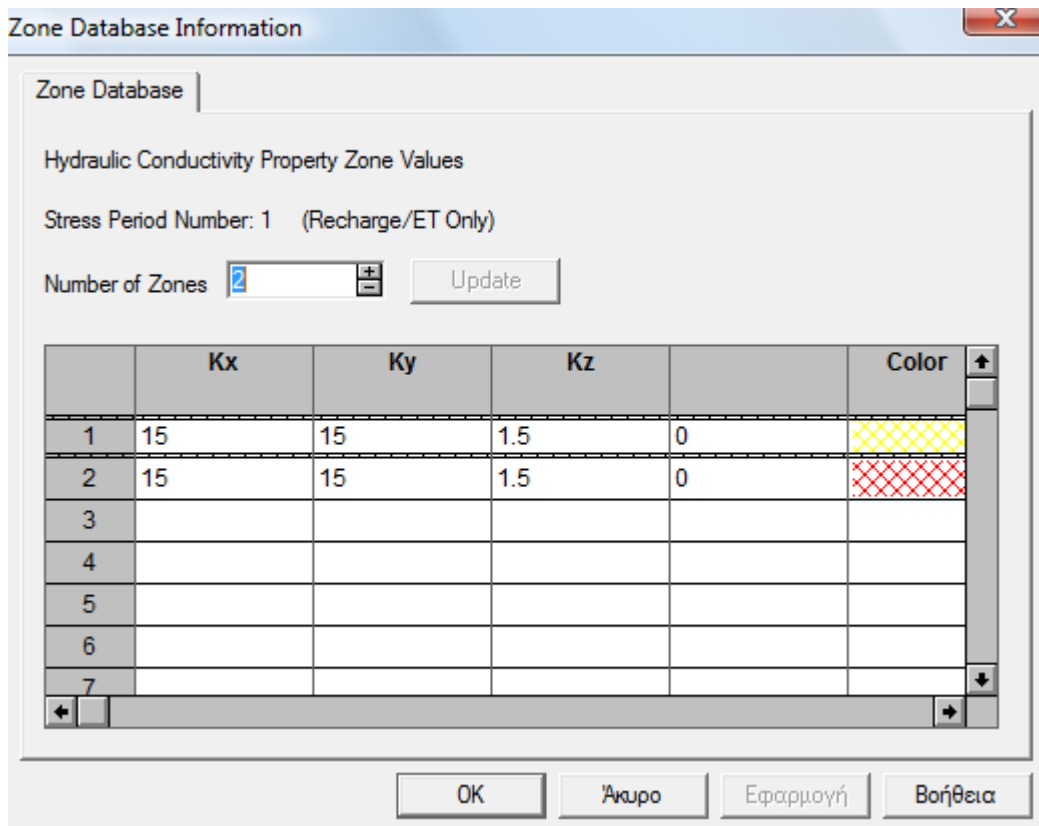 Zone Database Information
Zone Database
Hydraulic Conductivity Property Zone Values
Stress Period Number: 1 (Recharge/ET Only)
Number of Zones 2 Update
Kx Ky Kz Color
1 15 15 1.5 0
2 15 15 1.5 0
3
4
5
6
7
OK Άκυρο Εφαρμογή Βοήθεια